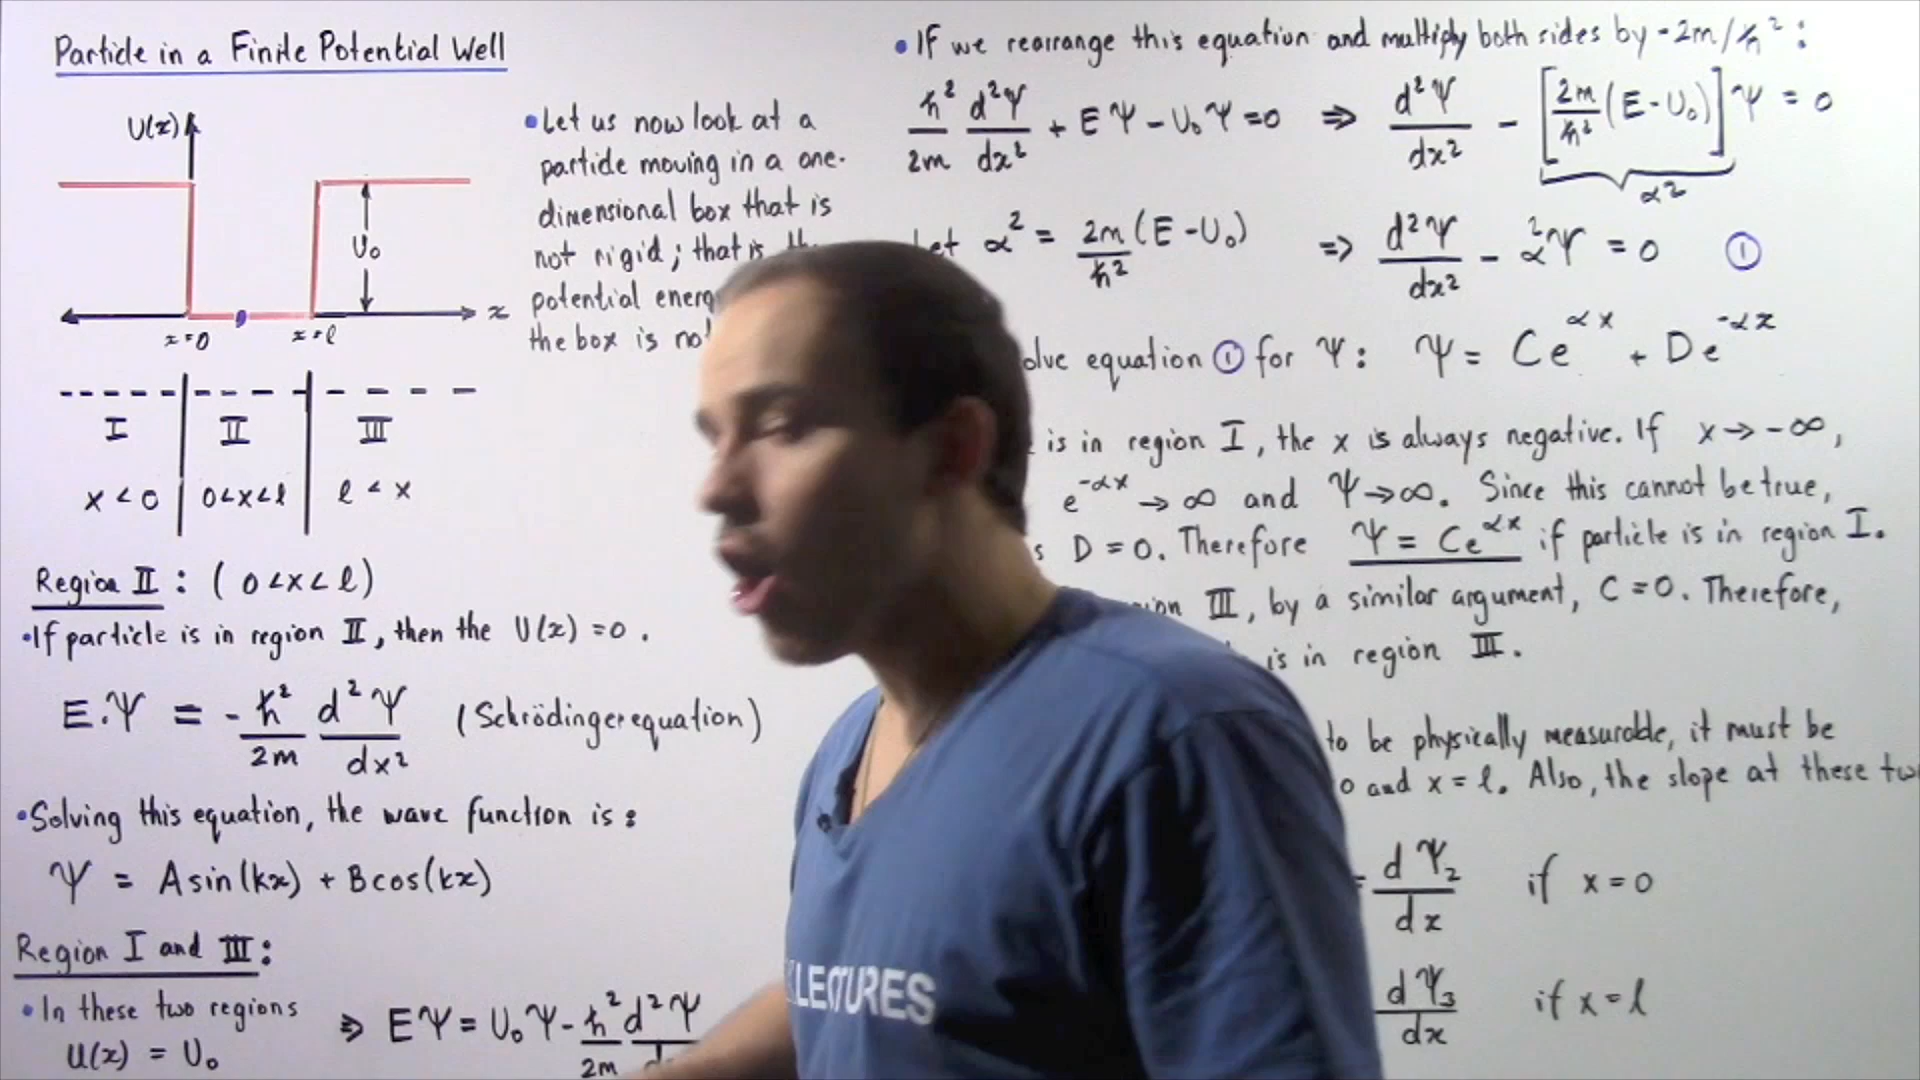 Particle in a Finite Potential Well
U(x)
U₀
x
x=0 x=l
I II III
x<0 0<x<l l<x
• Let us now look at a
particle moving in a one-
dimensional box that is
not rigid; that is
potential
the box is
Region II: (0<x<l)
• If particle is in region II, then the U(x)=0.
E·Ψ = -ℏ²/2m d²Ψ/dx² (Schrödinger equation)
• Solving this equation, the wave function is:
Ψ = Asin(kx) + Bcos(kx)
Region I and III:
• In these two regions
U(x) = U₀
⇒ EΨ = U₀Ψ - ℏ²/2m d²Ψ
• If we rearrange this equation and multiply both sides by -2m/ℏ²:
ℏ²/2m d²Ψ/dx² + EΨ - U₀Ψ = 0 ⇒ d²Ψ/dx² - [2m/ℏ² (E-U₀)]Ψ = 0
α²
α² = 2m/ℏ² (E-U₀) ⇒ d²Ψ/dx² - α²Ψ = 0 ①
equation ① for Ψ: Ψ = Ce^αx + De^-αx
is in region I, the x is always negative. If x→-∞,
e^-αx → ∞ and Ψ→∞. Since this cannot be true,
D = 0. Therefore Ψ = Ce^αx if particle is in region I.
III, by a similar argument, C = 0. Therefore,
is in region III.
to be physically measurable, it must be
0 and x = l. Also, the slope at these
= dΨ₂/dx if x=0
dΨ₃/dx if x=l
LECTURES